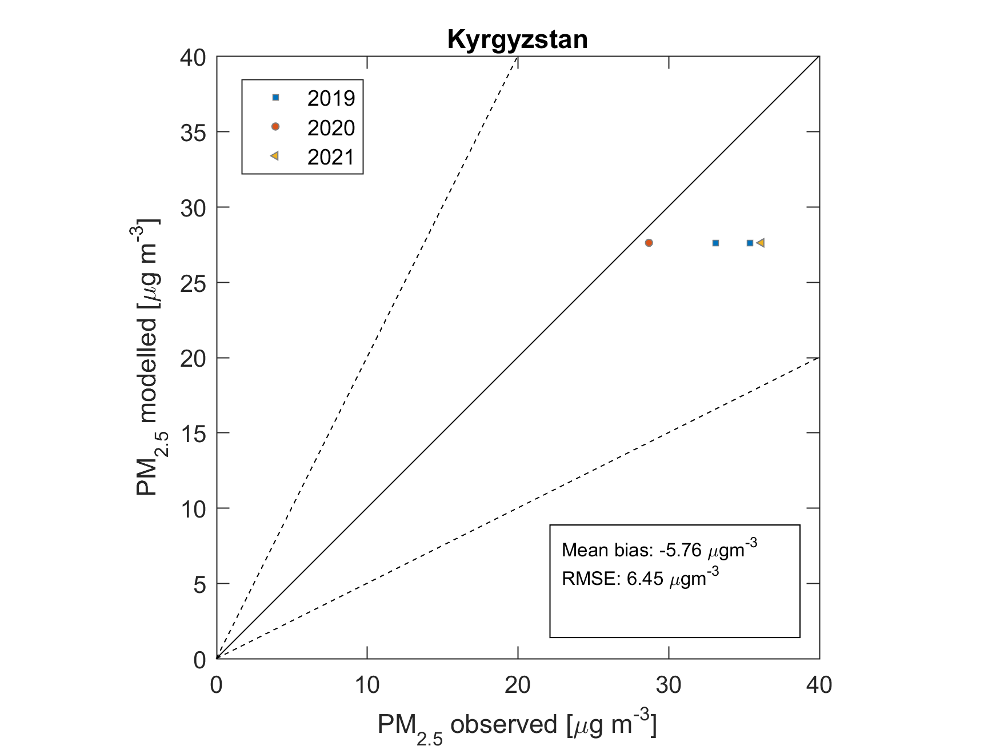 Kyrgyzstan
40
35
30
25
20
15
10
5
0
2019
2020
2021
PM2.5 modelled [μg m-3]
Mean bias: -5.76 μgm-3
RMSE: 6.45 μgm-3
0 10 20 30 40
PM2.5 observed [μg m-3]